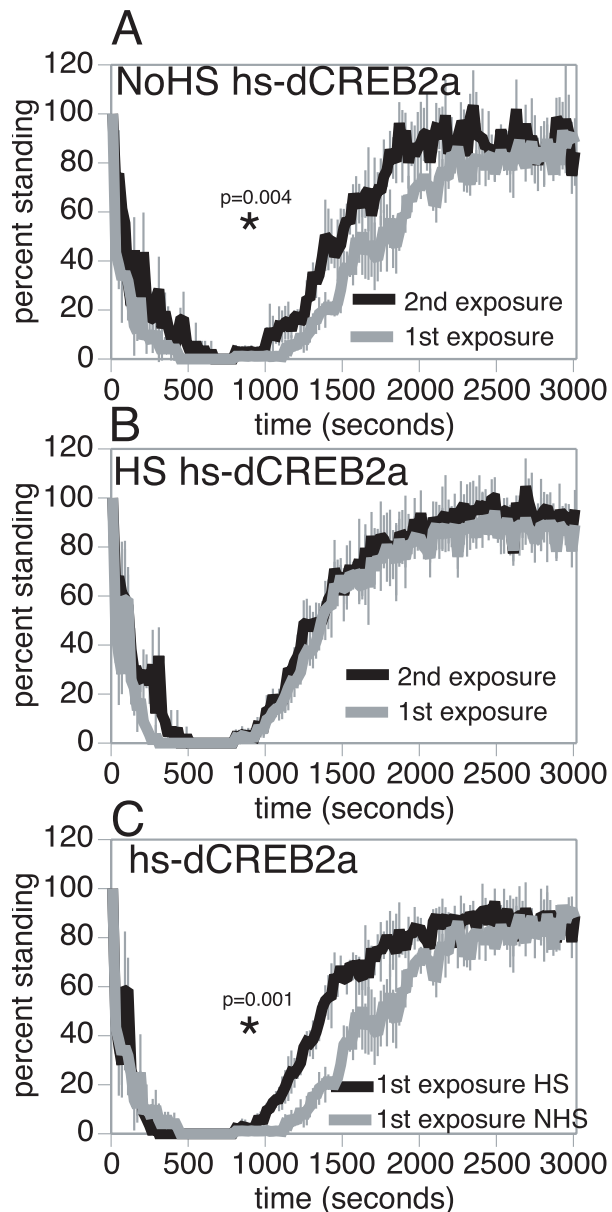 A
NoHS hs-dCREB2a
120
100
80
60
40
20
0
percent standing
p=0.004
*
2nd exposure
1st exposure
0 500 1000 1500 2000 2500 3000
time (seconds)
B
HS hs-dCREB2a
120
100
80
60
40
20
0
percent standing
2nd exposure
1st exposure
0 500 1000 1500 2000 2500 3000
time (seconds)
C
hs-dCREB2a
120
100
80
60
40
20
0
percent standing
p=0.001
*
1st exposure HS
1st exposure NHS
0 500 1000 1500 2000 2500 3000
time (seconds)